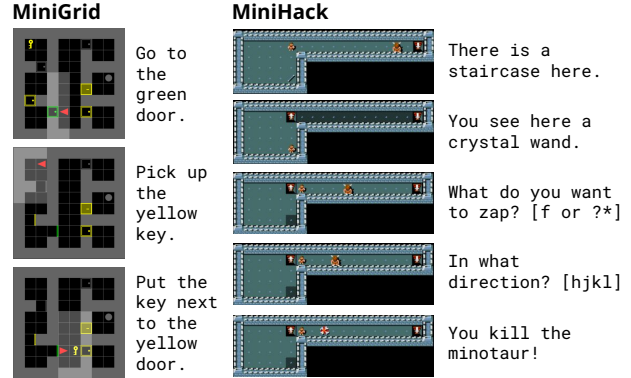 MiniGrid
Go to
the
green
door.
Pick up
the
yellow
key.
Put the
key next
to the
yellow
door.
MiniHack
There is a
staircase here.
You see here a
crystal wand.
What do you want
to zap? [f or ?*]
In what
direction? [hjkl]
You kill the
minotaur!